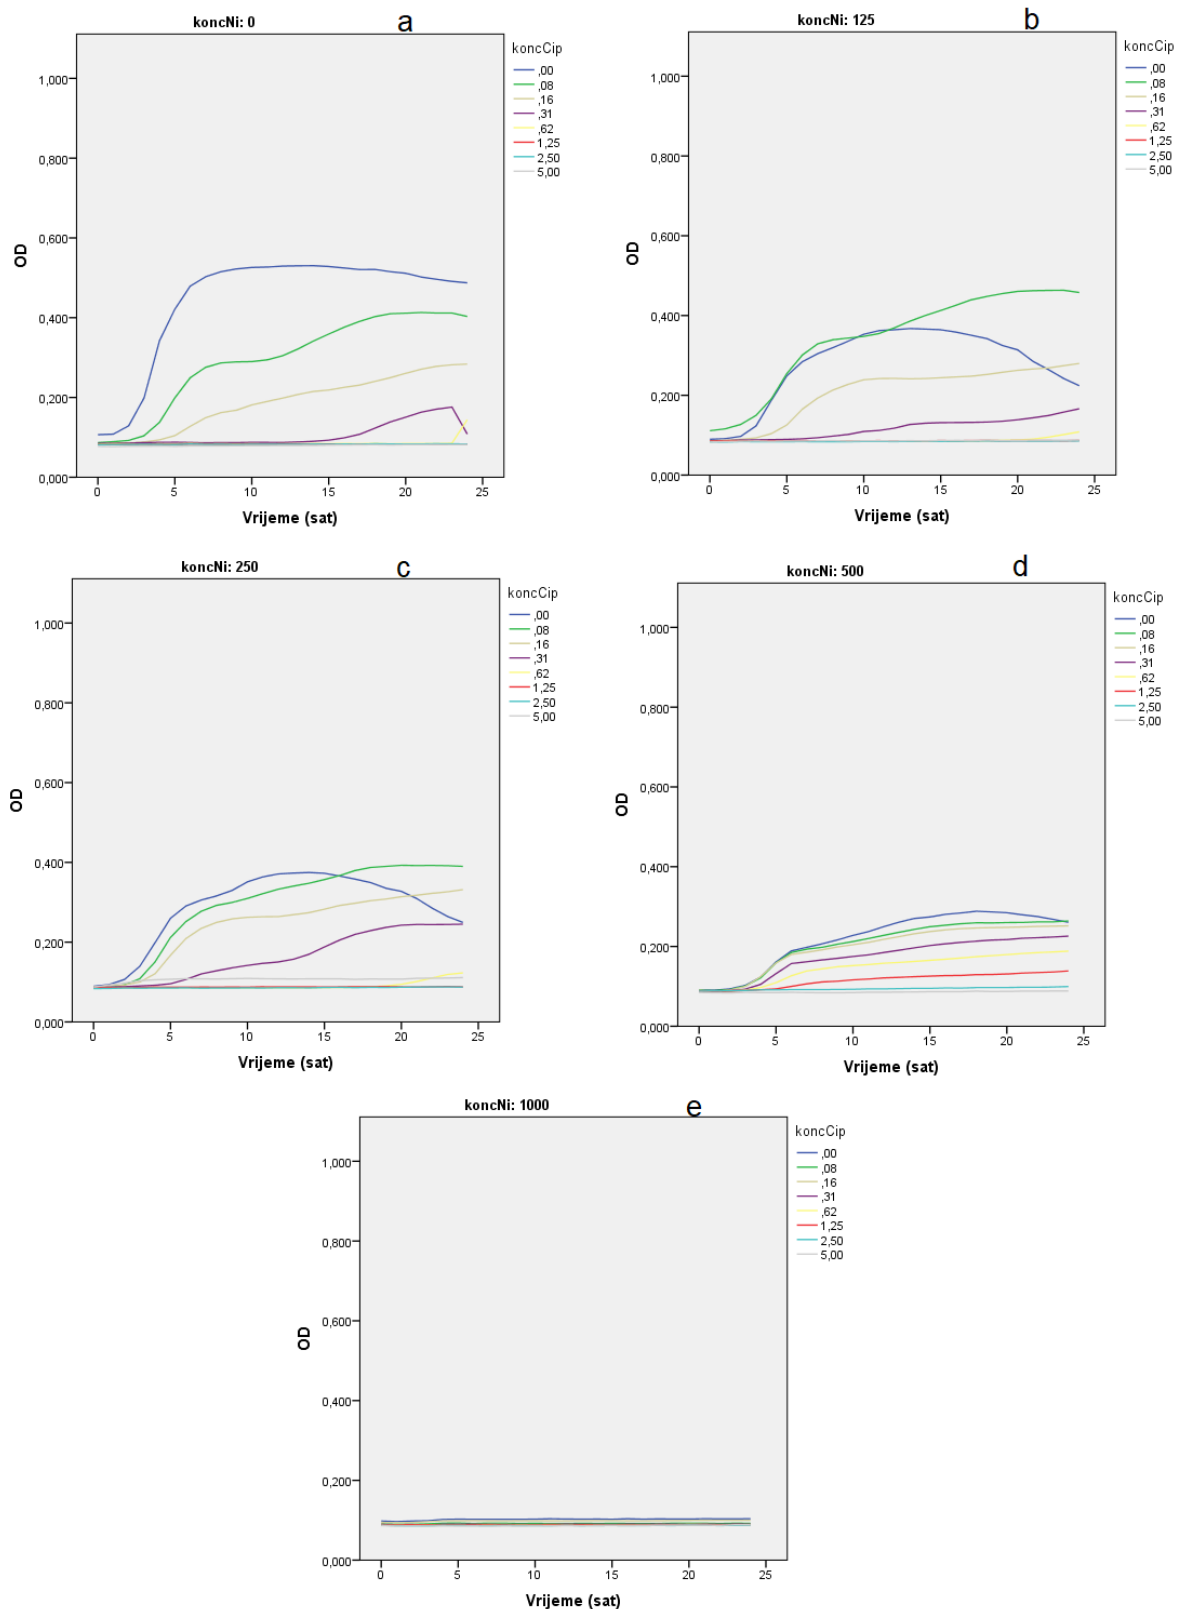 koncNi: 0
a
koncCip
,00
,08
,16
,31
,62
1,25
2,50
5,00
1,000
0,800
0,600
0,400
0,200
0,000
OD
0 5 10 15 20 25
Vrijeme (sat)
koncNi: 125
b
koncCip
,00
,08
,16
,31
,62
1,25
2,50
5,00
1,000
0,800
0,600
0,400
0,200
0,000
OD
0 5 10 15 20 25
Vrijeme (sat)
koncNi: 250
c
koncCip
,00
,08
,16
,31
,62
1,25
2,50
5,00
1,000
0,800
0,600
0,400
0,200
0,000
OD
0 5 10 15 20 25
Vrijeme (sat)
koncNi: 500
d
koncCip
,00
,08
,16
,31
,62
1,25
2,50
5,00
1,000
0,800
0,600
0,400
0,200
0,000
OD
0 5 10 15 20 25
Vrijeme (sat)
koncNi: 1000
e
koncCip
,00
,08
,16
,31
,62
1,25
2,50
5,00
1,000
0,800
0,600
0,400
0,200
0,000
OD
0 5 10 15 20 25
Vrijeme (sat)